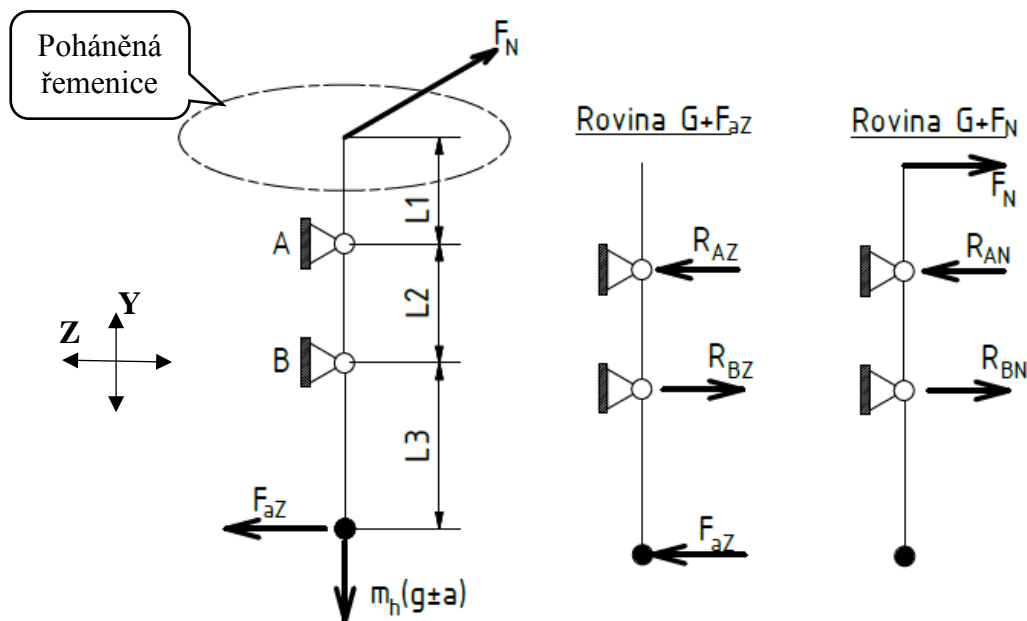 Poháněná
řemenice
F_N
A
B
L1
L2
L3
Y
Z
F_aZ
m_h(g±a)
Rovina G+F_aZ
R_AZ
R_BZ
F_aZ
Rovina G+F_N
F_N
R_AN
R_BN